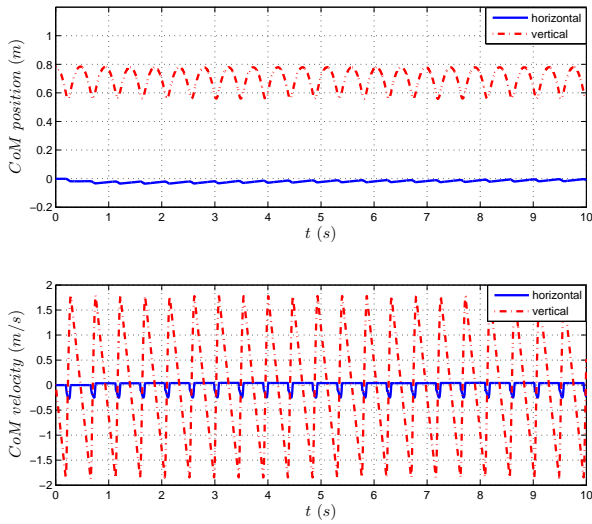 horizontal
vertical
CoM position (m)
1
0.8
0.6
0.4
0.2
0
−0.2
0 1 2 3 4 5 6 7 8 9 10
t (s)
horizontal
vertical
CoM velocity (m/s)
2
1.5
1
0.5
0
−0.5
−1
−1.5
−2
0 1 2 3 4 5 6 7 8 9 10
t (s)